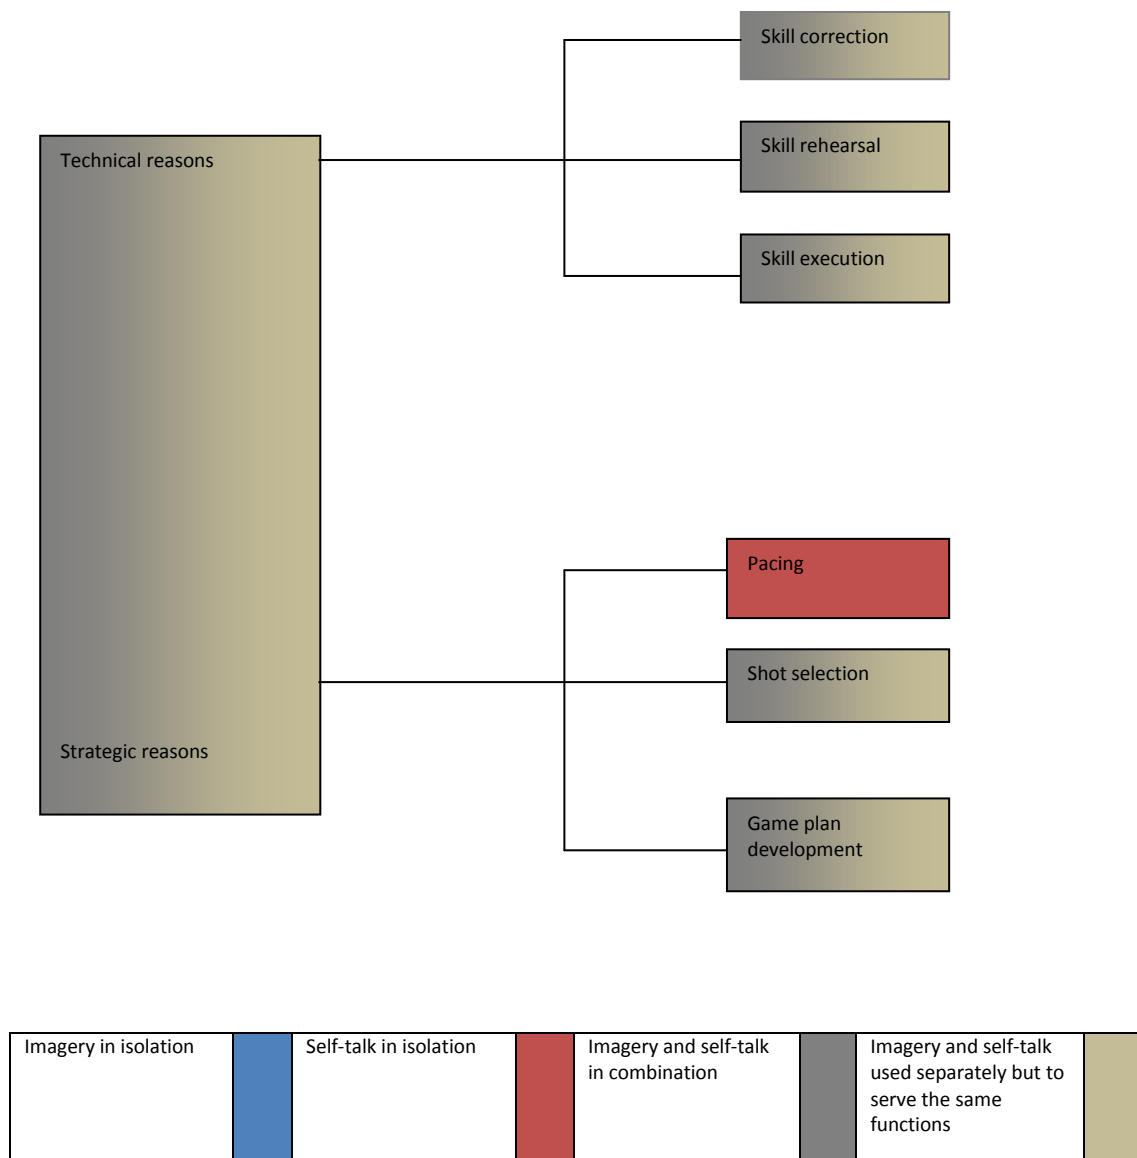 Skill correction
Technical reasons
Skill rehearsal
Skill execution
Pacing
Shot selection
Strategic reasons
Game plan
development
Imagery in isolation
Self-talk in isolation
Imagery and self-talk
in combination
Imagery and self-talk
used separately but to
serve the same
functions